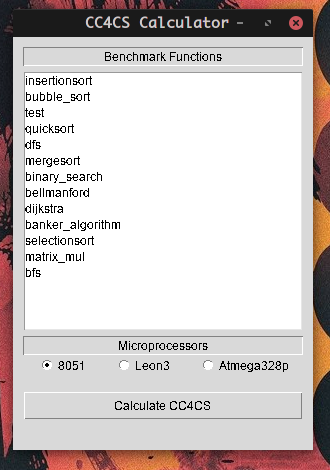 CC4CS Calculator
Benchmark Functions
insertionsort
bubble_sort
test
quicksort
dfs
mergesort
binary_search
bellmanford
dijkstra
banker_algorithm
selectionsort
matrix_mul
bfs
Microprocessors
8051 Leon3 Atmega328p
Calculate CC4CS